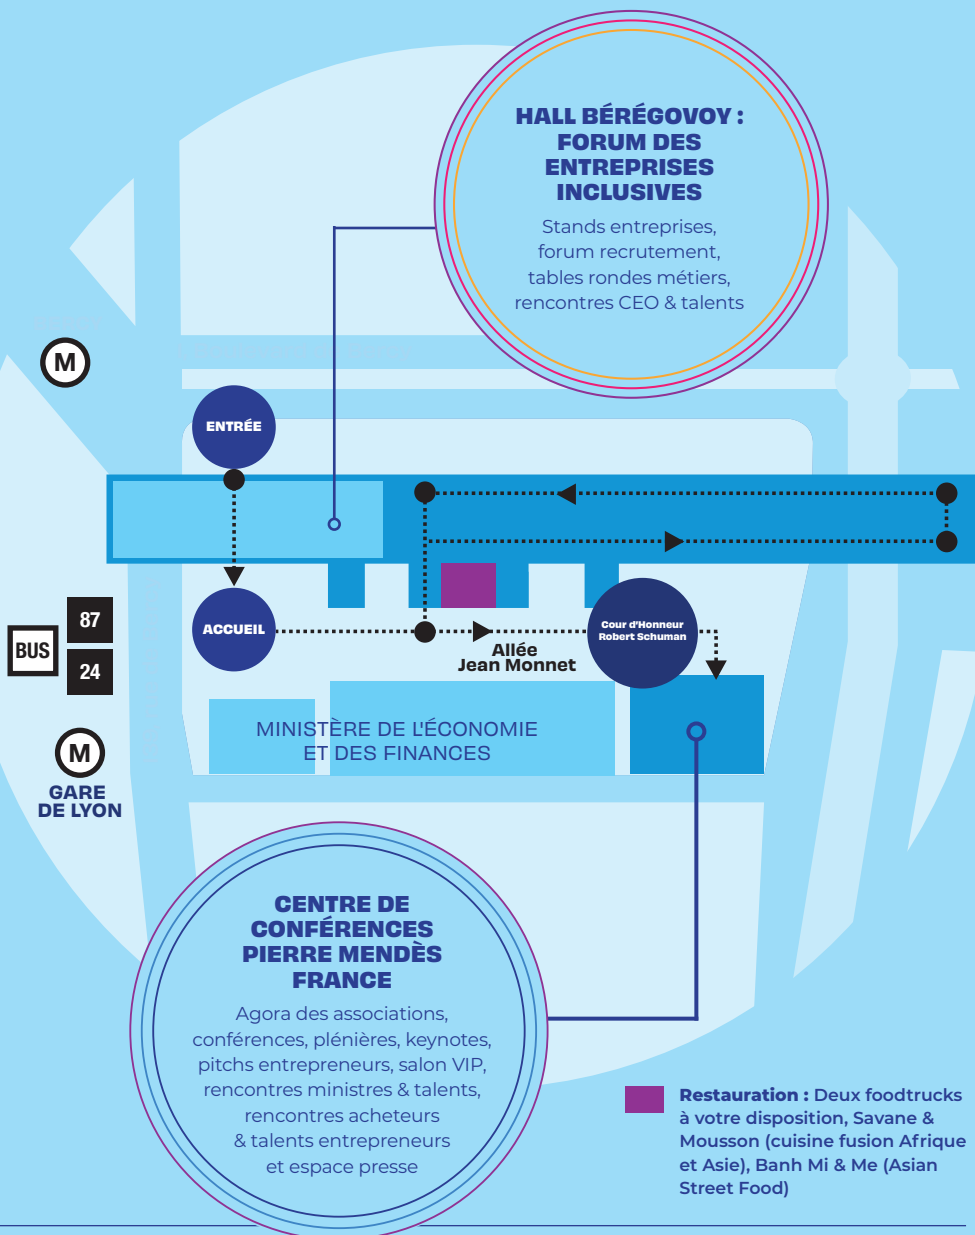 HALL BÉRÉGOVOY :
FORUM DES
ENTREPRISES
INCLUSIVES
Stands entreprises,
forum recrutement,
tables rondes métiers,
rencontres CEO & talents
M
ENTRÉE
ACCUEIL
Cour d'Honneur
Robert Schuman
Allée
Jean Monnet
BUS
87
24
MINISTÈRE DE L'ÉCONOMIE
ET DES FINANCES
M
GARE
DE LYON
CENTRE DE
CONFÉRENCES
PIERRE MENDÈS
FRANCE
Agora des associations,
conférences, plénières, keynotes,
pitchs entrepreneurs, salon VIP,
rencontres ministres & talents,
rencontres acheteurs
& talents entrepreneurs
et espace presse
Restauration : Deux foodtrucks
à votre disposition, Savane &
Mousson (cuisine fusion Afrique
et Asie), Banh Mi & Me (Asian
Street Food)